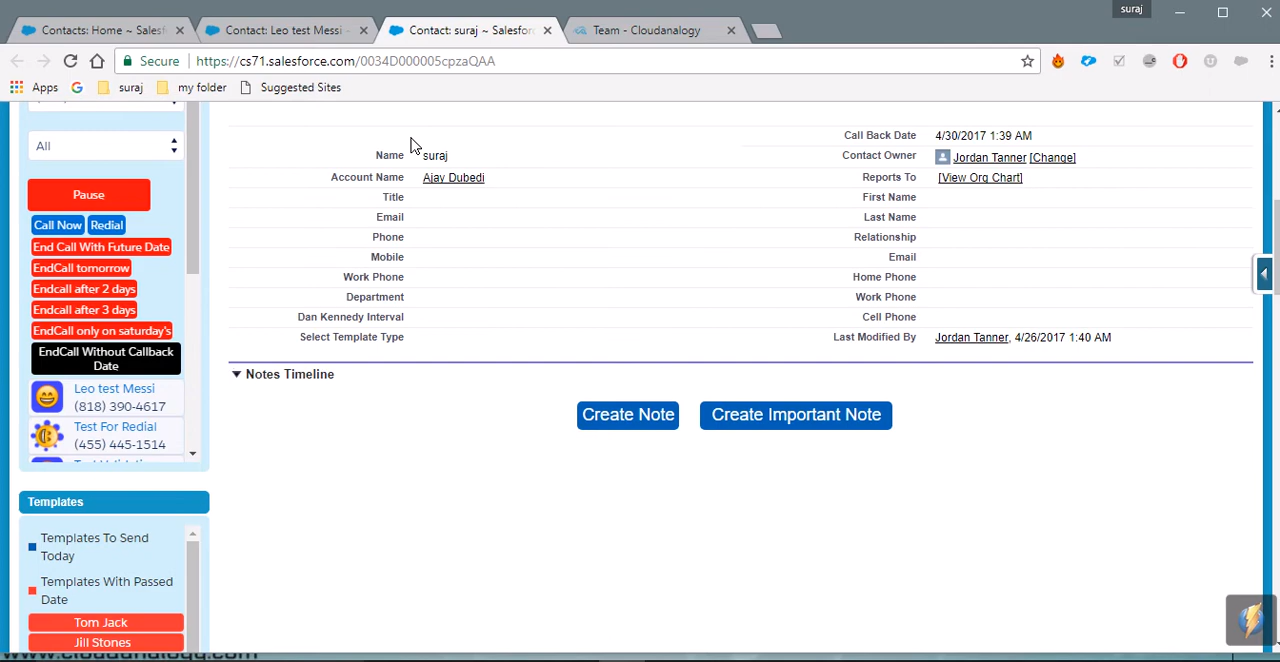 suraj
Contacts: Home ~ Salesf
Contact: Leo test Messi -
Contact: suraj ~ Salesfor
Team - Cloudanalogy
Secure
https://cs71.salesforce.com/0034D000005cpzaQAA
Apps
suraj
my folder
Suggested Sites
All
Pause
Call Now
Redial
End Call With Future Date
EndCall tomorrow
Endcall after 2 days
Endcall after 3 days
EndCall only on saturday's
EndCall Without Callback
Date
Leo test Messi
(818) 390-4617
Test For Redial
(455) 445-1514
Templates
Templates To Send
Today
Templates With Passed
Date
Tom Jack
Jill Stones
Call Back Date 4/30/2017 1:39 AM
Name suraj
Contact Owner Jordan Tanner [Change]
Account Name Ajay Dubedi
Reports To [View Org Chart]
Title
First Name
Email
Last Name
Phone
Relationship
Mobile
Email
Work Phone
Home Phone
Department
Work Phone
Dan Kennedy Interval
Cell Phone
Select Template Type
Last Modified By Jordan Tanner, 4/26/2017 1:40 AM
Notes Timeline
Create Note
Create Important Note